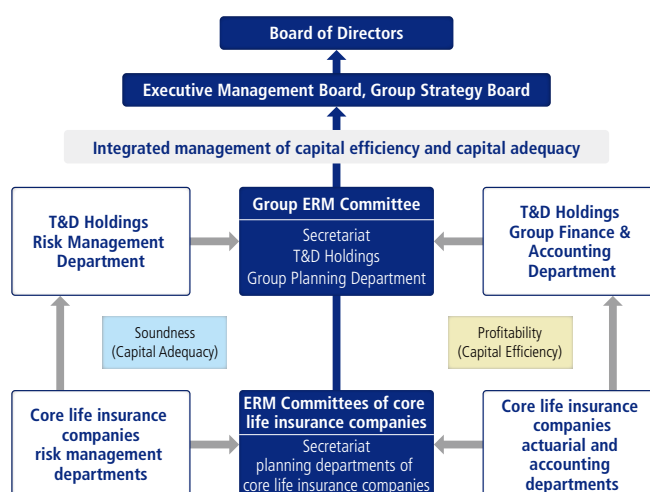 Board of Directors
Executive Management Board, Group Strategy Board
Integrated management of capital efficiency and capital adequacy
T&D Holdings
Risk Management
Department
Group ERM Committee
Secretariat
T&D Holdings
Group Planning Department
T&D Holdings
Group Finance &
Accounting
Department
Soundness
(Capital Adequacy)
Profitability
(Capital Efficiency)
Core life insurance
companies
risk management
departments
ERM Committees of core
life insurance companies
Secretariat
planning departments of
core life insurance companies
Core life insurance
companies
actuarial and
accounting
departments